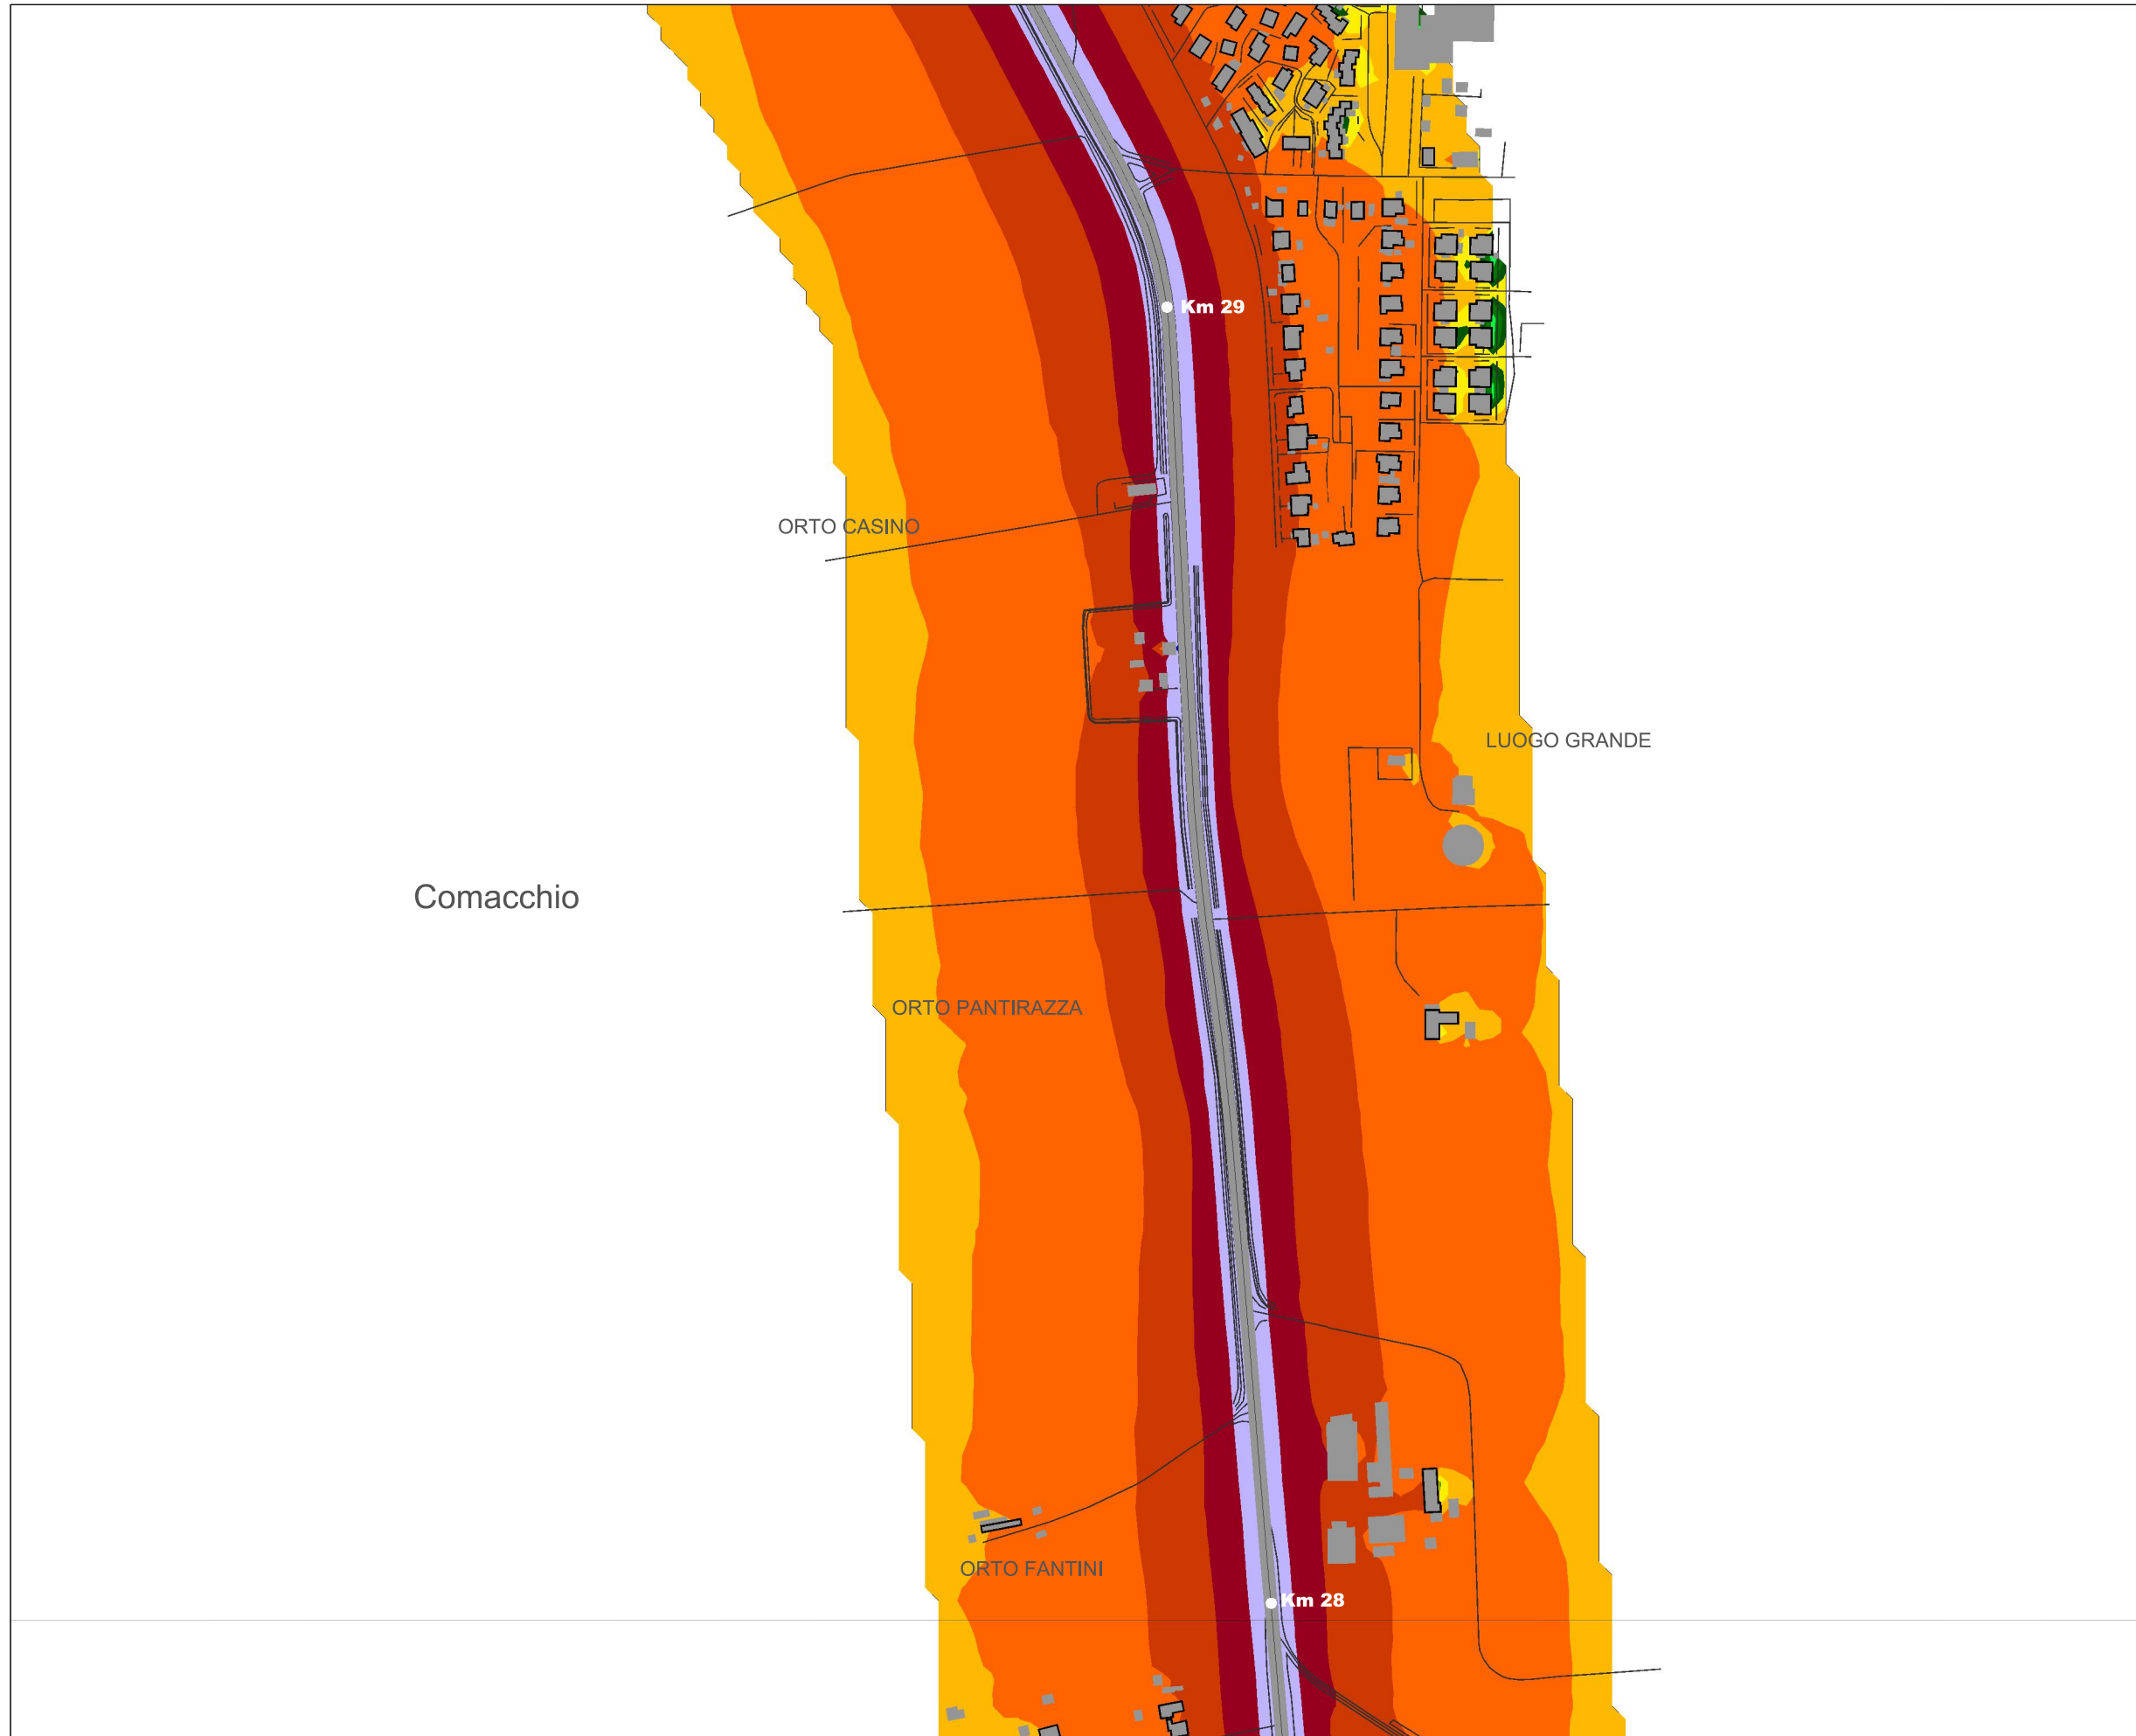 Km 29
ORTO CASINO
LUOGO GRANDE
Comacchio
ORTO PANTIRAZZA
ORTO FANTINI
Km 28